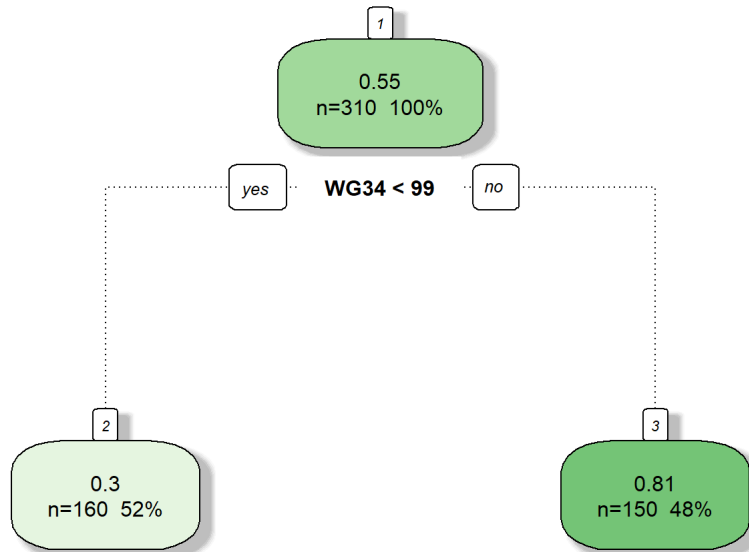 1
0.55
n=310 100%
yes WG34 < 99 no
2
0.3
n=160 52%
3
0.81
n=150 48%